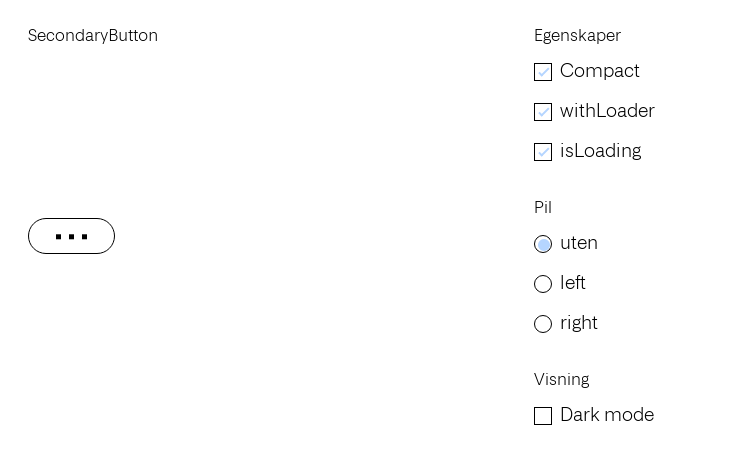 SecondaryButton
Egenskaper
Compact
withLoader
isLoading
Pil
uten
left
right
Visning
Dark mode